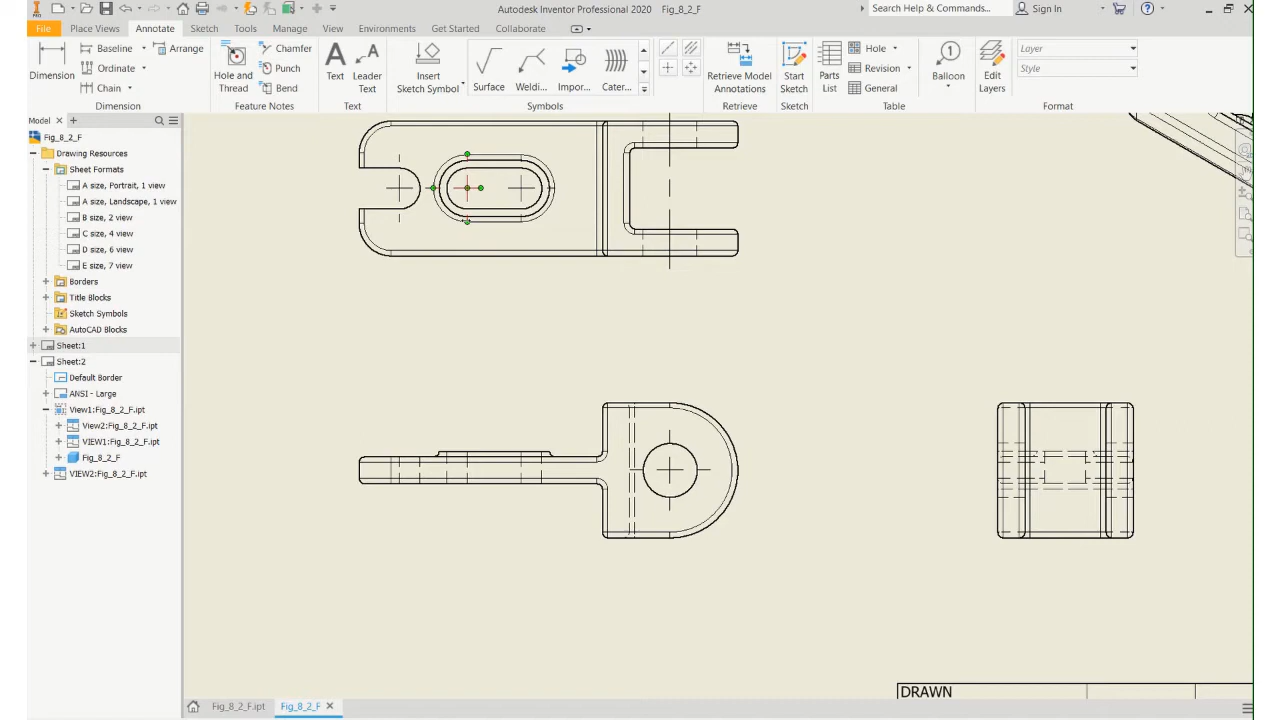 Autodesk Inventor Professional 2020 Fig_8_2_F
Search Help & Commands...
Sign In
PRO
File Place Views Annotate Sketch Tools Manage View Environments Get Started Collaborate
Dimension
Baseline
Ordinate
Chain
Arrange
Dimension
Hole and
Thread
Chamfer
Punch
Bend
Feature Notes
Text
Leader
Text
Text
Insert
Sketch Symbol
Surface
Weldi...
Impor...
Cater...
Symbols
Retrieve Model
Annotations
Retrieve
Start
Sketch
Sketch
Parts
List
Hole
Revision
General
Table
Balloon
Edit
Layers
Layer
Style
Format
Model
Fig_8_2_F
Drawing Resources
Sheet Formats
A size, Portrait, 1 view
A size, Landscape, 1 view
B size, 2 view
C size, 4 view
D size, 6 view
E size, 7 view
Borders
Title Blocks
Sketch Symbols
AutoCAD Blocks
Sheet:1
Sheet:2
Default Border
ANSI - Large
View1:Fig_8_2_F.ipt
View2:Fig_8_2_F.ipt
VIEW1:Fig_8_2_F.ipt
Fig_8_2_F
VIEW2:Fig_8_2_F.ipt
DRAWN
Fig_8_2_F.ipt
Fig_8_2_F